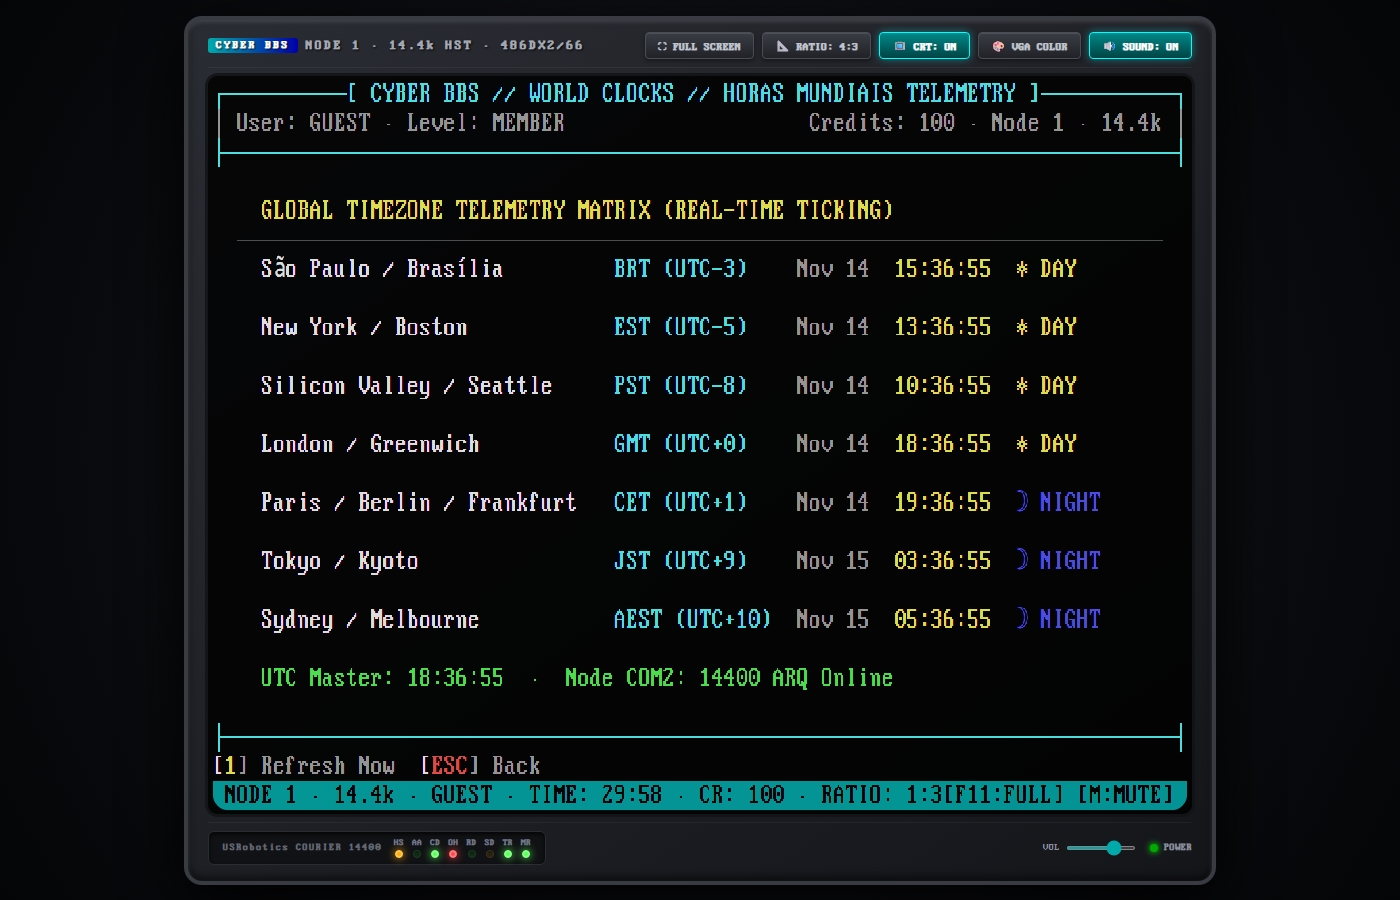 CYBER BBS NODE 1 · 14.4k HST · 486DX2/66 FULL SCREEN RATIO: 4:3 CRT: ON VGA COLOR SOUND: ON
[ CYBER BBS // WORLD CLOCKS // HORAS MUNDIAIS TELEMETRY ]
User: GUEST · Level: MEMBER Credits: 100 · Node 1 · 14.4k
GLOBAL TIMEZONE TELEMETRY MATRIX (REAL-TIME TICKING)
São Paulo / Brasília BRT (UTC-3) Nov 14 15:36:55 ☼ DAY
New York / Boston EST (UTC-5) Nov 14 13:36:55 ☼ DAY
Silicon Valley / Seattle PST (UTC-8) Nov 14 10:36:55 ☼ DAY
London / Greenwich GMT (UTC+0) Nov 14 18:36:55 ☼ DAY
Paris / Berlin / Frankfurt CET (UTC+1) Nov 14 19:36:55 ☽ NIGHT
Tokyo / Kyoto JST (UTC+9) Nov 15 03:36:55 ☽ NIGHT
Sydney / Melbourne AEST (UTC+10) Nov 15 05:36:55 ☽ NIGHT
UTC Master: 18:36:55 · Node COM2: 14400 ARQ Online
[1] Refresh Now [ESC] Back
NODE 1 · 14.4k · GUEST · TIME: 29:58 · CR: 100 · RATIO: 1:3[F11:FULL] [M:MUTE]
USRobotics COURIER 14400 HS AA CD OH RD SD TR MR VOL POWER